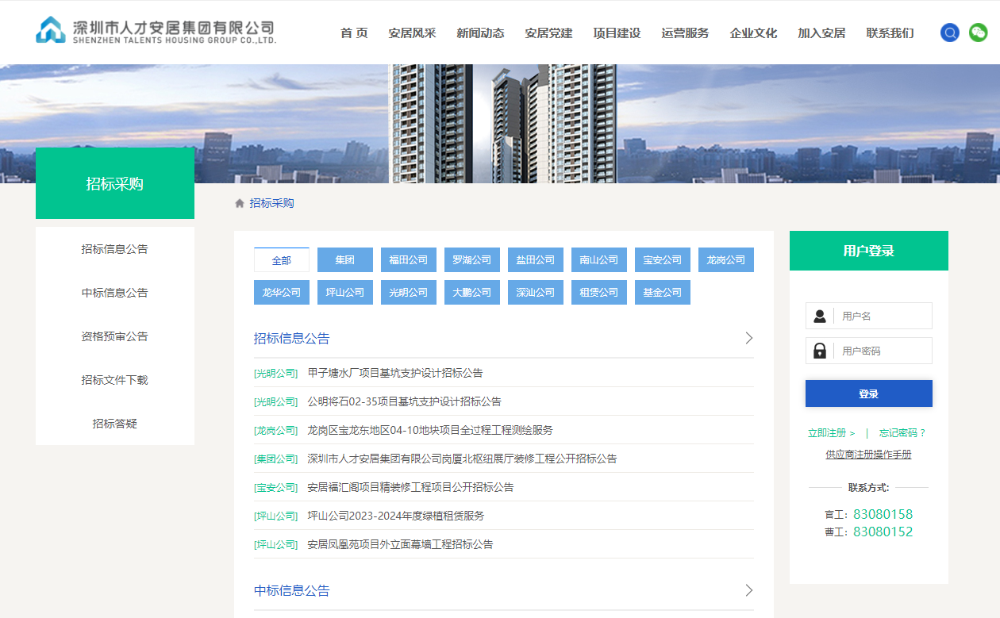 深圳市人才安居集团有限公司
SHENZHEN TALENTS HOUSING GROUP CO.,LTD.
首 页 安居风采 新闻动态 安居党建 项目建设 运营服务 企业文化 加入安居 联系我们
招标采购
招标信息公告
中标信息公告
资格预审公告
招标文件下载
招标答疑
招标采购
全部 集团 福田公司 罗湖公司 盐田公司 南山公司 宝安公司 龙岗公司
龙华公司 坪山公司 光明公司 大鹏公司 深汕公司 租赁公司 基金公司
招标信息公告
[光明公司] 甲子塘水厂项目基坑支护设计招标公告
[光明公司] 公明将石02-35项目基坑支护设计招标公告
[龙岗公司] 龙岗区宝龙东地区04-10地块项目全过程工程测绘服务
[集团公司] 深圳市人才安居集团有限公司岗厦北枢纽展厅装修工程公开招标公告
[宝安公司] 安居福汇阁项目精装修工程项目公开招标公告
[坪山公司] 坪山公司2023-2024年度绿植租赁服务
[坪山公司] 安居凤凰苑项目外立面幕墙工程招标公告
中标信息公告
用户登录
用户名
用户密码
登录
立即注册 > | 忘记密码 ?
供应商注册操作手册
联系方式:
官工: 83080158
曹工: 83080152